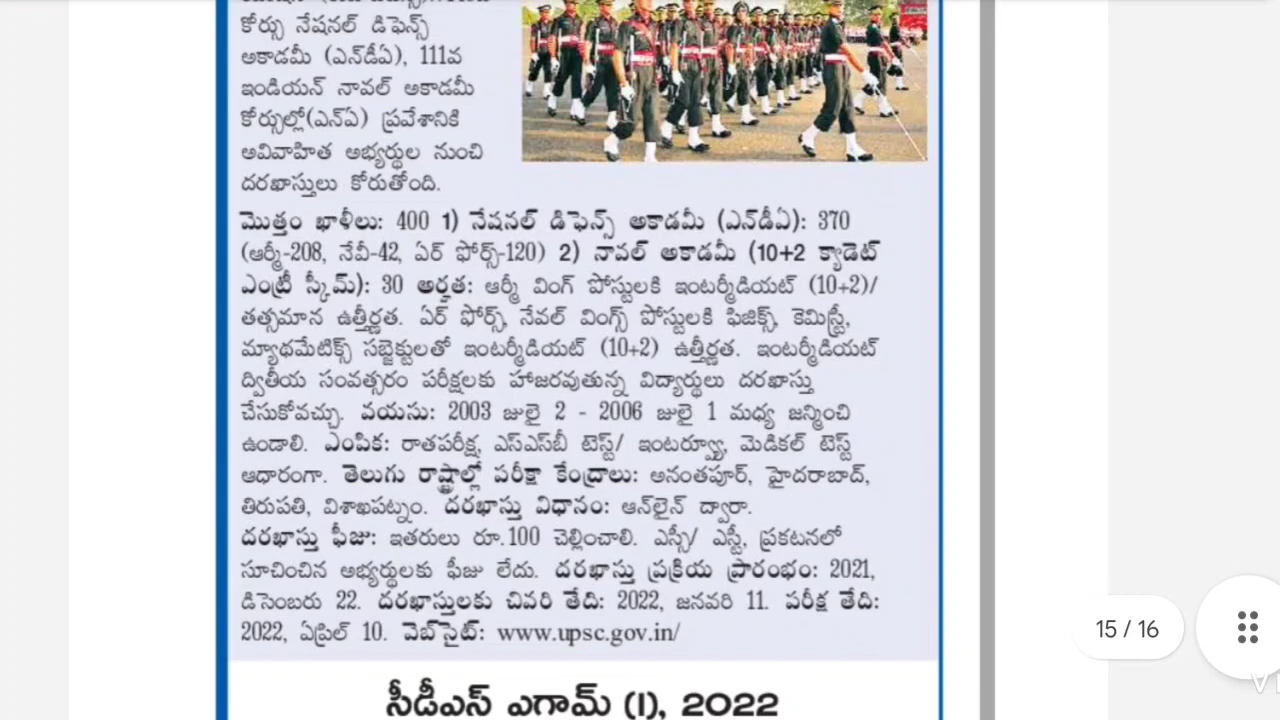 కోర్సు నేషనల్ డిఫెన్స్
అకాడమీ (ఎన్‌డీఏ), 111వ
ఇండియన్ నావల్ అకాడమీ
కోర్సుల్లో(ఎన్ఏ) ప్రవేశానికి
అవివాహిత అభ్యర్థుల నుంచి
దరఖాస్తులు కోరుతోంది.
మొత్తం ఖాళీలు: 400 1) నేషనల్ డిఫెన్స్ అకాడమీ (ఎన్‌డీఏ): 370
(ఆర్మీ-208, నేవీ-42, ఏర్ ఫోర్స్-120) 2) నావల్ అకాడమీ (10+2 క్యాడెట్
ఎంట్రీ స్కీమ్): 30 అర్హత: ఆర్మీ వింగ్ పోస్టులకి ఇంటర్మీడియట్ (10+2)/
తత్సమాన ఉత్తీర్ణత. ఏర్ ఫోర్స్, నేవల్ వింగ్స్ పోస్టులకి ఫిజిక్స్, కెమిస్ట్రీ,
మ్యాథమేటిక్స్ సబ్జెక్టులతో ఇంటర్మీడియట్ (10+2) ఉత్తీర్ణత. ఇంటర్మీడియట్
ద్వితీయ సంవత్సరం పరీక్షలకు హాజరవుతున్న విద్యార్థులు దరఖాస్తు
చేసుకోవచ్చు. వయసు: 2003 జులై 2 - 2006 జులై 1 మధ్య జన్మించి
ఉండాలి. ఎంపిక: రాతపరీక్ష, ఎస్ఎస్‌బీ టెస్ట్/ ఇంటర్వ్యూ, మెడికల్ టెస్ట్
ఆధారంగా. తెలుగు రాష్ట్రాల్లో పరీక్షా కేంద్రాలు: అనంతపూర్, హైదరాబాద్,
తిరుపతి, విశాఖపట్నం. దరఖాస్తు విధానం: ఆన్‌లైన్ ద్వారా.
దరఖాస్తు ఫీజు: ఇతరులు రూ.100 చెల్లించాలి. ఎస్సీ/ ఎస్టీ, ప్రకటనలో
సూచించిన అభ్యర్థులకు ఫీజు లేదు. దరఖాస్తు ప్రక్రియ ప్రారంభం: 2021,
డిసెంబరు 22. దరఖాస్తులకు చివరి తేది: 2022, జనవరి 11. పరీక్ష తేది:
2022, ఏప్రిల్ 10. వెబ్‌సైట్: www.upsc.gov.in/
15 / 16
సీడీఎస్ ఎగామ్ (I), 2022